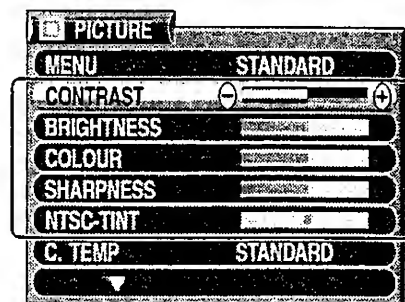 PICTURE
MENU STANDARD
CONTRAST - +
BRIGHTNESS
COLOUR
SHARPNESS
NTSC-TINT
C. TEMP STANDARD